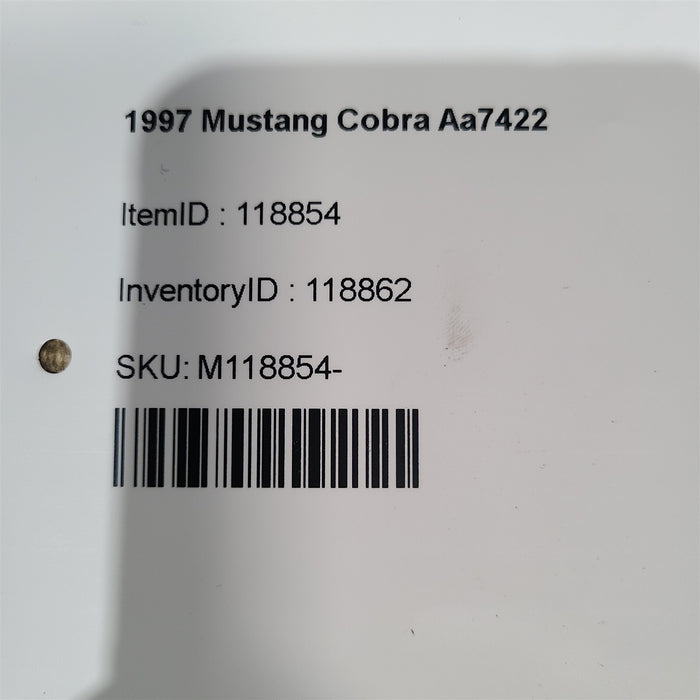 1997 Mustang Cobra Aa7422
ItemID : 118854
InventoryID : 118862
SKU: M118854-